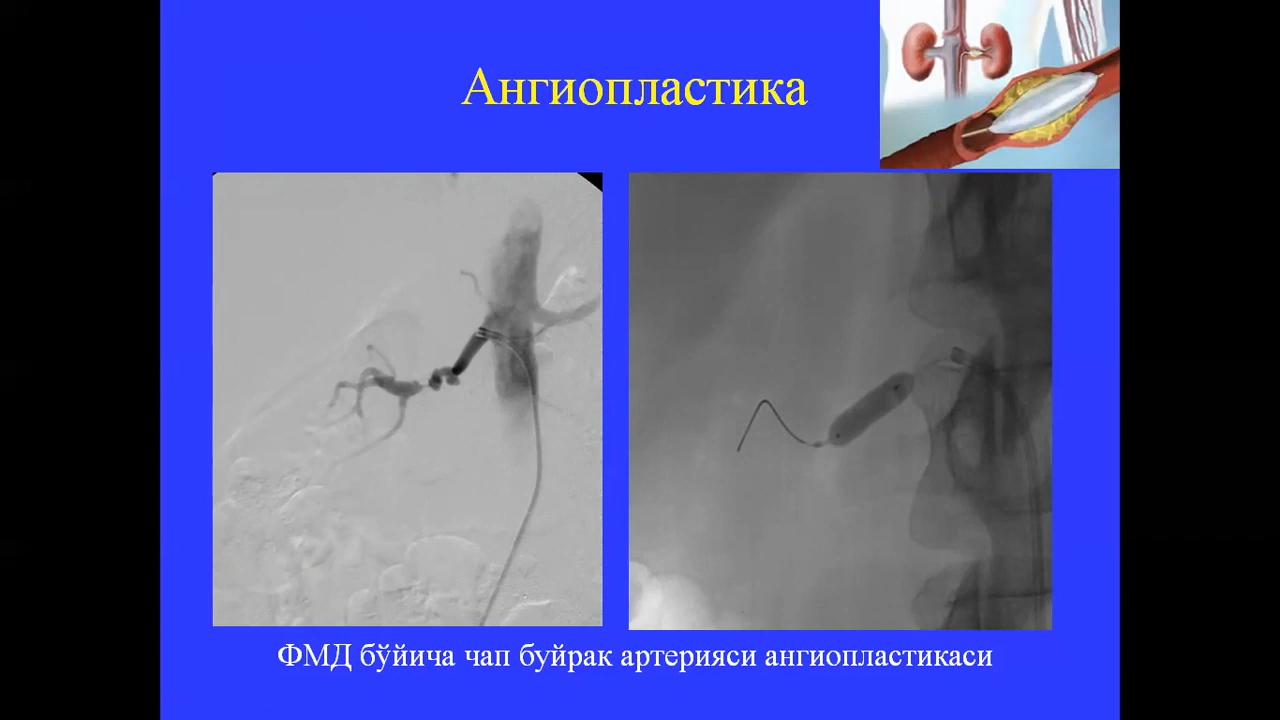 Ангиопластика
ФМД бўйича чап буйрак артерияси ангиопластикаси